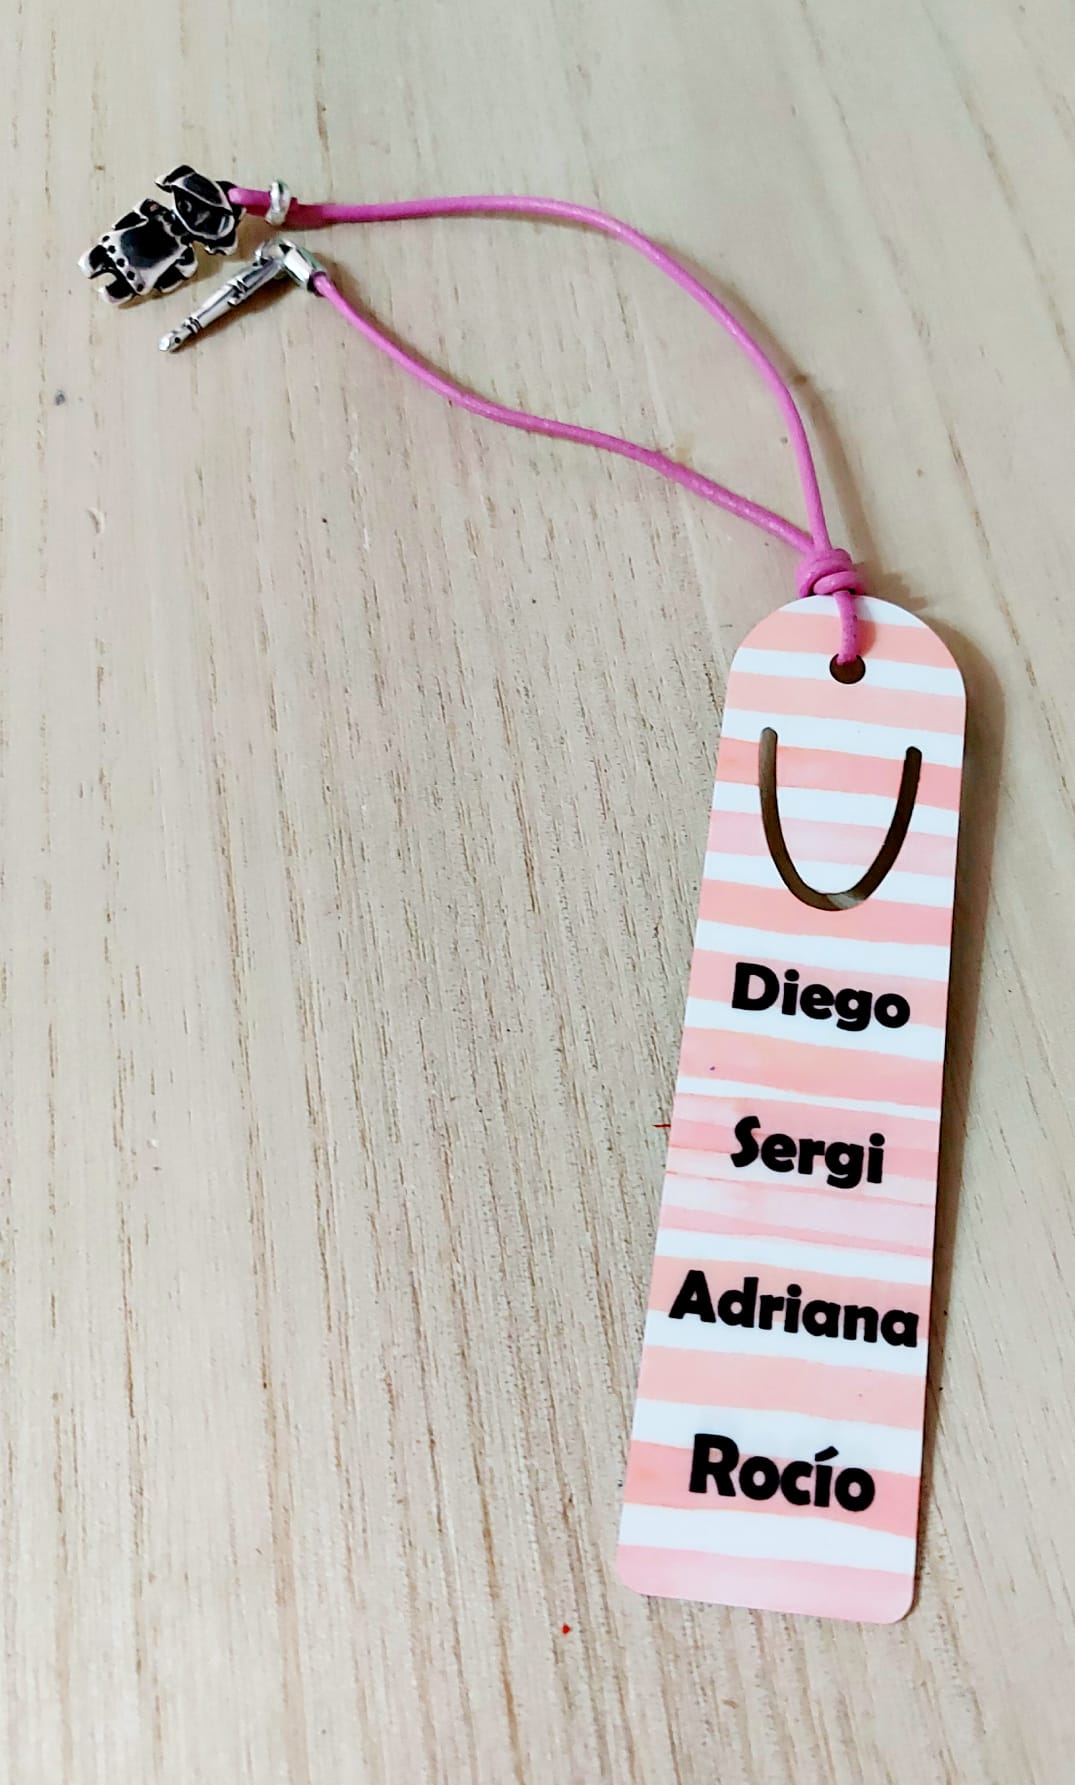 Diego
Sergi
Adriana
Rocío